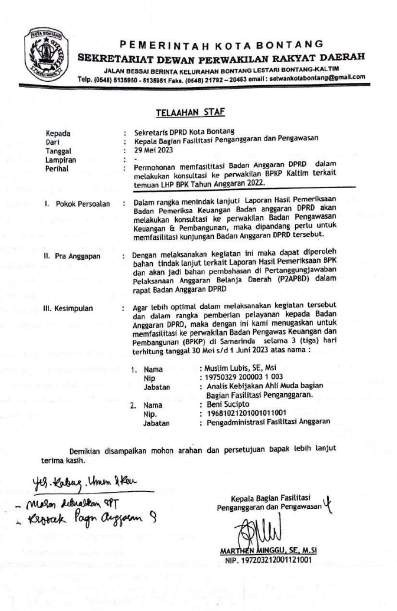 PEMERINTAH KOTA BONTANG
SEKRETARIAT DEWAN PERWAKILAN RAKYAT DAERAH
JALAN BESSAI BERINTA KELURAHAN BONTANG LESTARI BONTANG-KALTIM
Telp. (0548) 5135950 - 5135951 Faks. (0548) 21792 - 20463 email : setwankotabontang@gmail.com
TELAAHAN STAF
Kepada : Sekretaris DPRD Kota Bontang
Dari : Kepala Bagian Fasilitasi Penganggaran dan Pengawasan
Tanggal : 29 Mei 2023
Lampiran : -
Perihal : Permohonan memfasilitasi Badan Anggaran DPRD dalam
melakukan konsultasi ke perwakilan BPKP Kaltim terkait
temuan LHP BPK Tahun Anggaran 2022.
I. Pokok Persoalan : Dalam rangka menindak lanjuti Laporan Hasil Pemeriksaan
Badan Pemeriksa Keuangan Badan anggaran DPRD akan
melakukan konsultasi ke perwakilan Badan Pengawasan
Keuangan & Pembangunan, maka dipandang perlu untuk
memfasilitasi kunjungan Badan Anggaran DPRD tersebut.
II. Pra Anggapan : Dengan melaksanakan kegiatan ini maka dapat diperoleh
bahan tindak lanjut terkait Laporan Hasil Pemeriksaan BPK
dan akan jadi bahan pembahasan di Pertanggungjawaban
Pelaksanaan Anggaran Belanja Daerah (P2APBD) dalam
rapat Badan Anggaran DPRD
III. Kesimpulan : Agar lebih optimal dalam melaksanakan kegiatan tersebut
dan dalam rangka pemberian pelayanan kepada Badan
Anggaran DPRD, maka dengan ini kami menugaskan untuk
memfasilitasi ke perwakilan Badan Pengawas Keuangan dan
Pembangunan (BPKP) di Samarinda selama 3 (tiga) hari
terhitung tanggal 30 Mei s/d 1 Juni 2023 atas nama :
1. Nama : Muslim Lubis, SE, Msi
Nip : 19750329 200003 1 003
Jabatan : Analis Kebijakan Ahli Muda bagian
Bagian Fasilitasi Penganggaran.
2. Nama : Beni Sucipto
Nip. : 19681021201001011001
Jabatan : Pengadministrasi Fasilitasi Anggaran
Demikian disampaikan mohon arahan dan persetujuan bapak lebih lanjut
terima kasih.
Yth. Kabag. Umum & Keu
- Mohon dibuatkan SPT
- Pagu Anggaran
Kepala Bagian Fasilitasi
Penganggaran dan Pengawasan
MARTHEN MINGGU, SE, M.SI
NIP. 197203212001121001